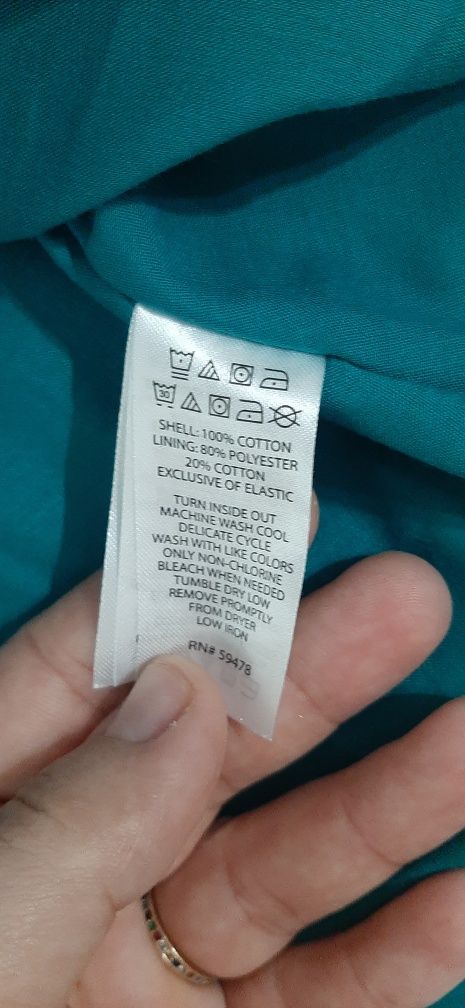 30
SHELL: 100% COTTON
LINING: 80% POLYESTER
20% COTTON
EXCLUSIVE OF ELASTIC
TURN INSIDE OUT
MACHINE WASH COOL
DELICATE CYCLE
WASH WITH LIKE COLORS
ONLY NON-CHLORINE
BLEACH WHEN NEEDED
TUMBLE DRY LOW
REMOVE PROMPTLY
FROM DRYER
LOW IRON
RN# 59478